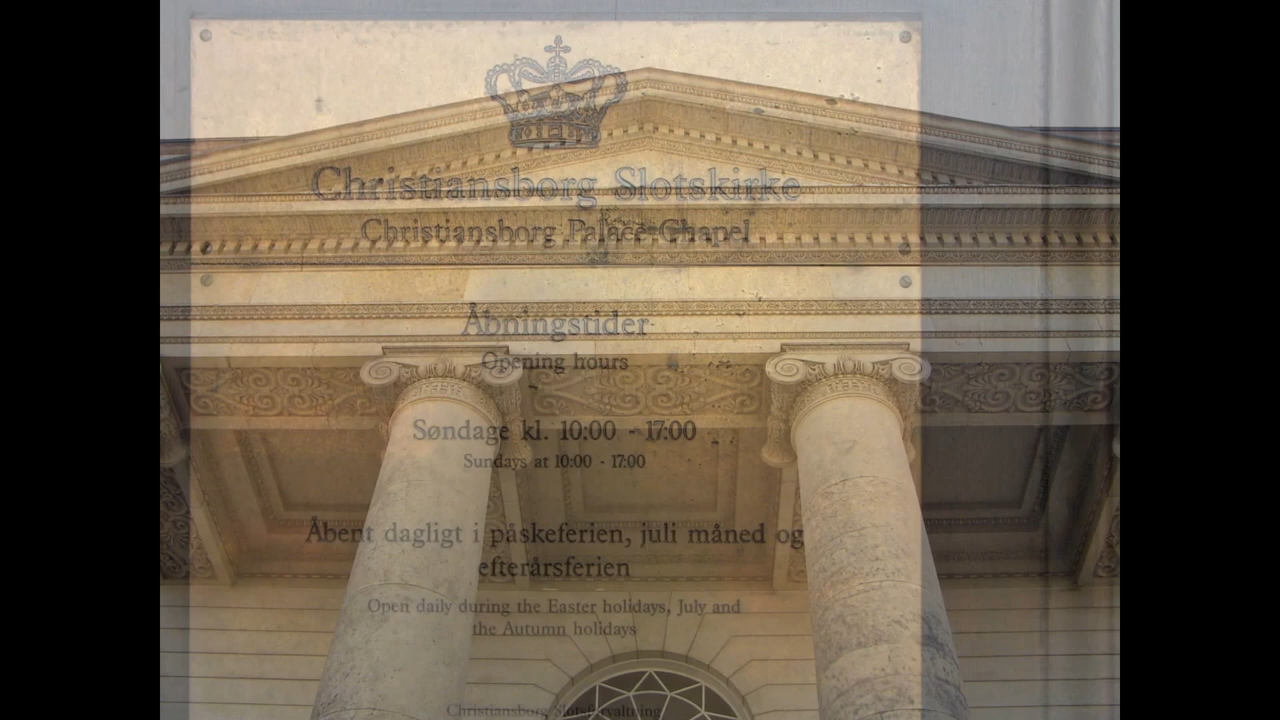 Christiansborg Slotskirke
Christiansborg Palace Chapel
Åbningstider
Opening hours
Søndage kl. 10:00 - 17:00
Sundays at 10:00 - 17:00
Åbent dagligt i påskeferien, juli måned og
efterårsferien
Open daily during the Easter holidays, July and
the Autumn holidays
Christiansborg Slotsforvaltning